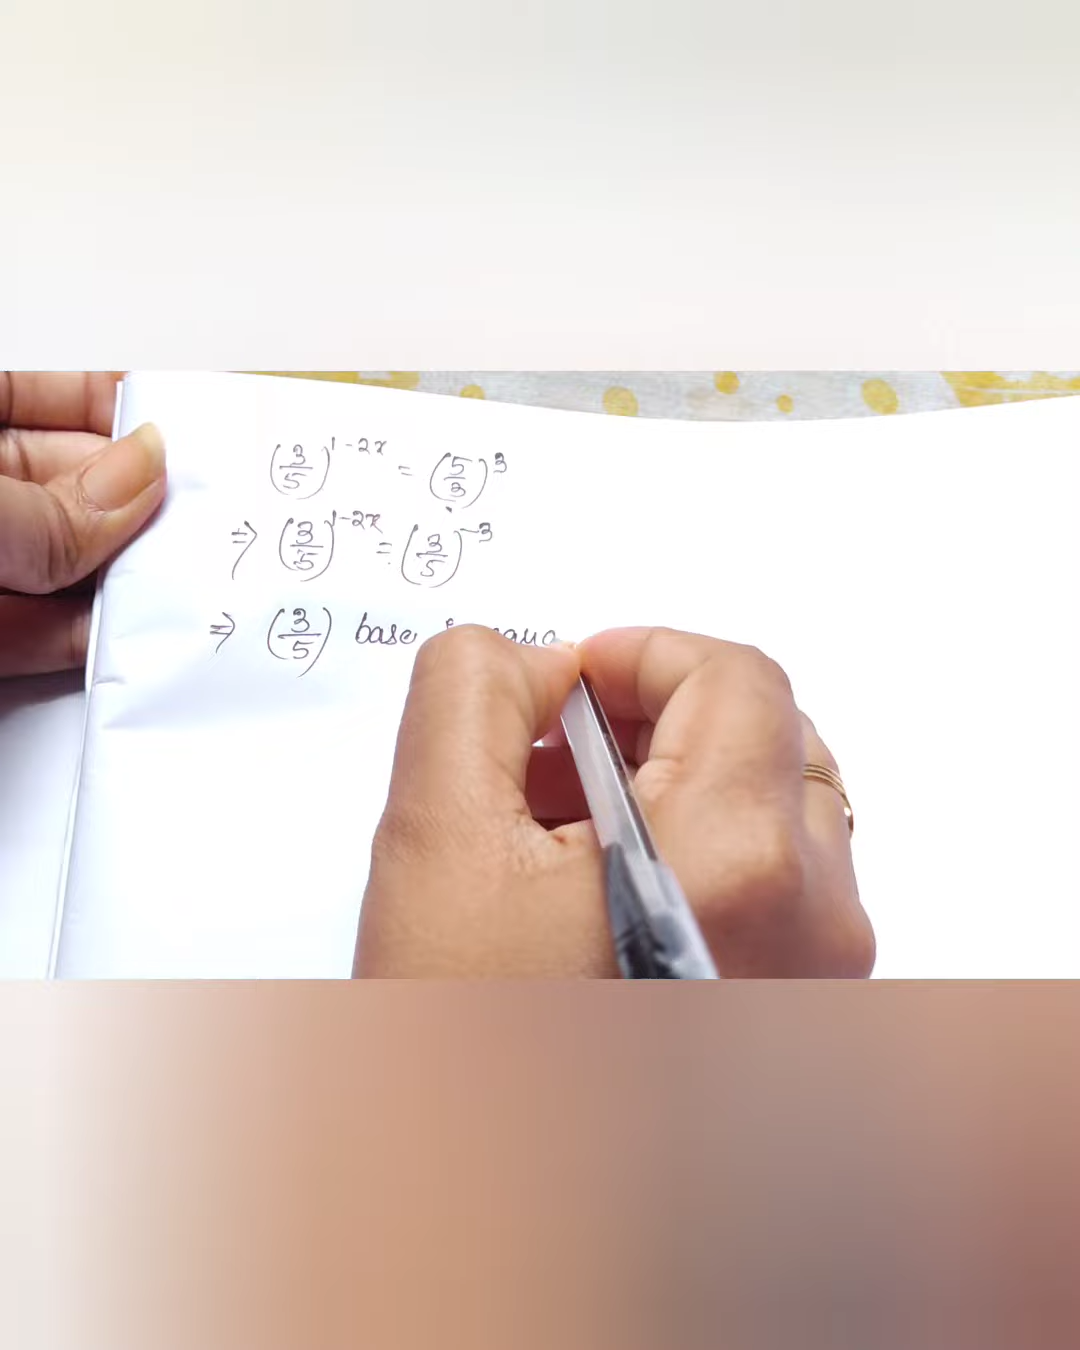 (3/5)^1-2x = (5/3)^3
⇒ (3/5)^1-2x = (3/5)^-3
⇒ (3/5) base